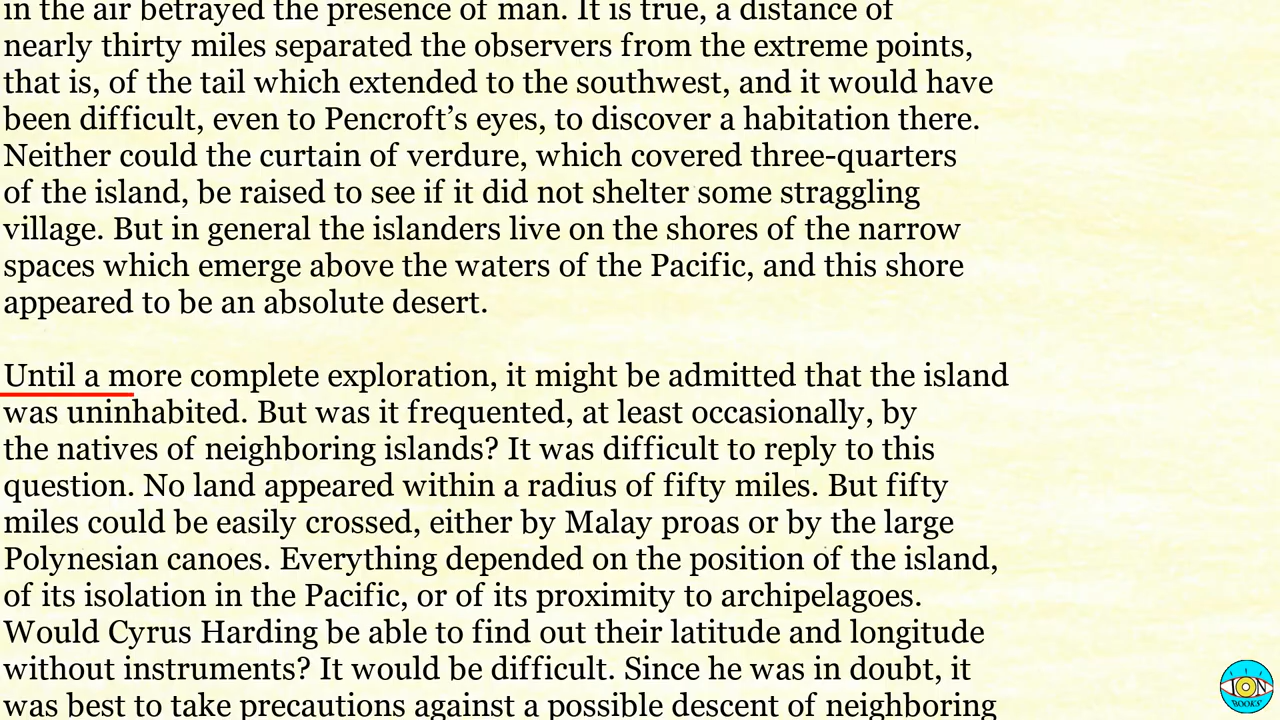 in the air betrayed the presence of man. It is true, a distance of
nearly thirty miles separated the observers from the extreme points,
that is, of the tail which extended to the southwest, and it would have
been difficult, even to Pencroft’s eyes, to discover a habitation there.
Neither could the curtain of verdure, which covered three-quarters
of the island, be raised to see if it did not shelter some straggling
village. But in general the islanders live on the shores of the narrow
spaces which emerge above the waters of the Pacific, and this shore
appeared to be an absolute desert.
Until a more complete exploration, it might be admitted that the island
was uninhabited. But was it frequented, at least occasionally, by
the natives of neighboring islands? It was difficult to reply to this
question. No land appeared within a radius of fifty miles. But fifty
miles could be easily crossed, either by Malay proas or by the large
Polynesian canoes. Everything depended on the position of the island,
of its isolation in the Pacific, or of its proximity to archipelagoes.
Would Cyrus Harding be able to find out their latitude and longitude
without instruments? It would be difficult. Since he was in doubt, it
was best to take precautions against a possible descent of neighboring
ION
BOOKS